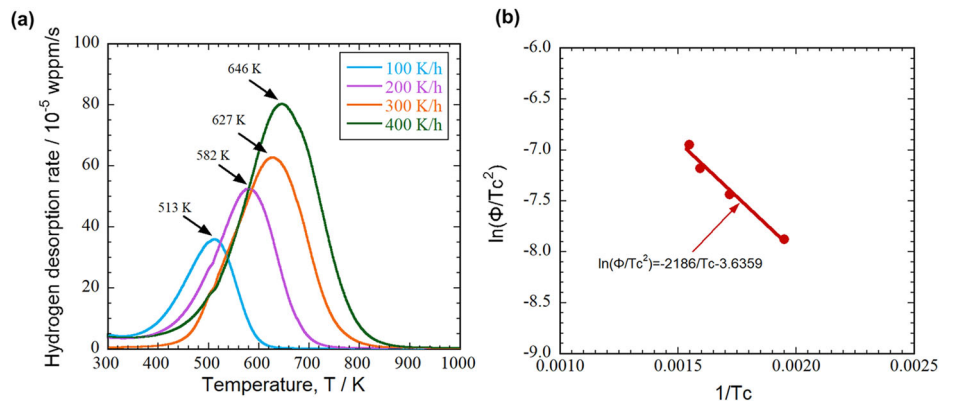 (a)
Hydrogen desorption rate / 10⁻⁵ wppm/s
100
80
60
40
20
0
646 K
627 K
582 K
513 K
100 K/h
200 K/h
300 K/h
400 K/h
300 400 500 600 700 800 900 1000
Temperature, T / K
(b)
ln(Φ/Tc²)
-6.0
-6.5
-7.0
-7.5
-8.0
-8.5
-9.0
ln(Φ/Tc²)=-2186/Tc-3.6359
0.0010 0.0015 0.0020 0.0025
1/Tc